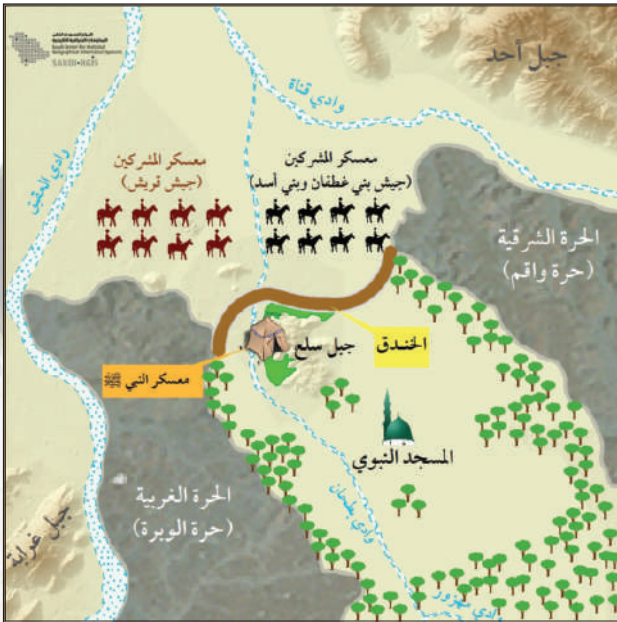 جبل أحد
وادي قناة
وادي العقيق
معسكر المشركين
(جيش بني غطفان وبني أسد)
معسكر المشركين
(جيش قريش)
الحرة الشرقية
(حرة واقم)
الخندق
جبل سلع
معسكر النبي ﷺ
المسجد النبوي
الحرة الغربية
(حرة الوبرة)
وادي بطحان
جبل غرابة
وادي مهزور